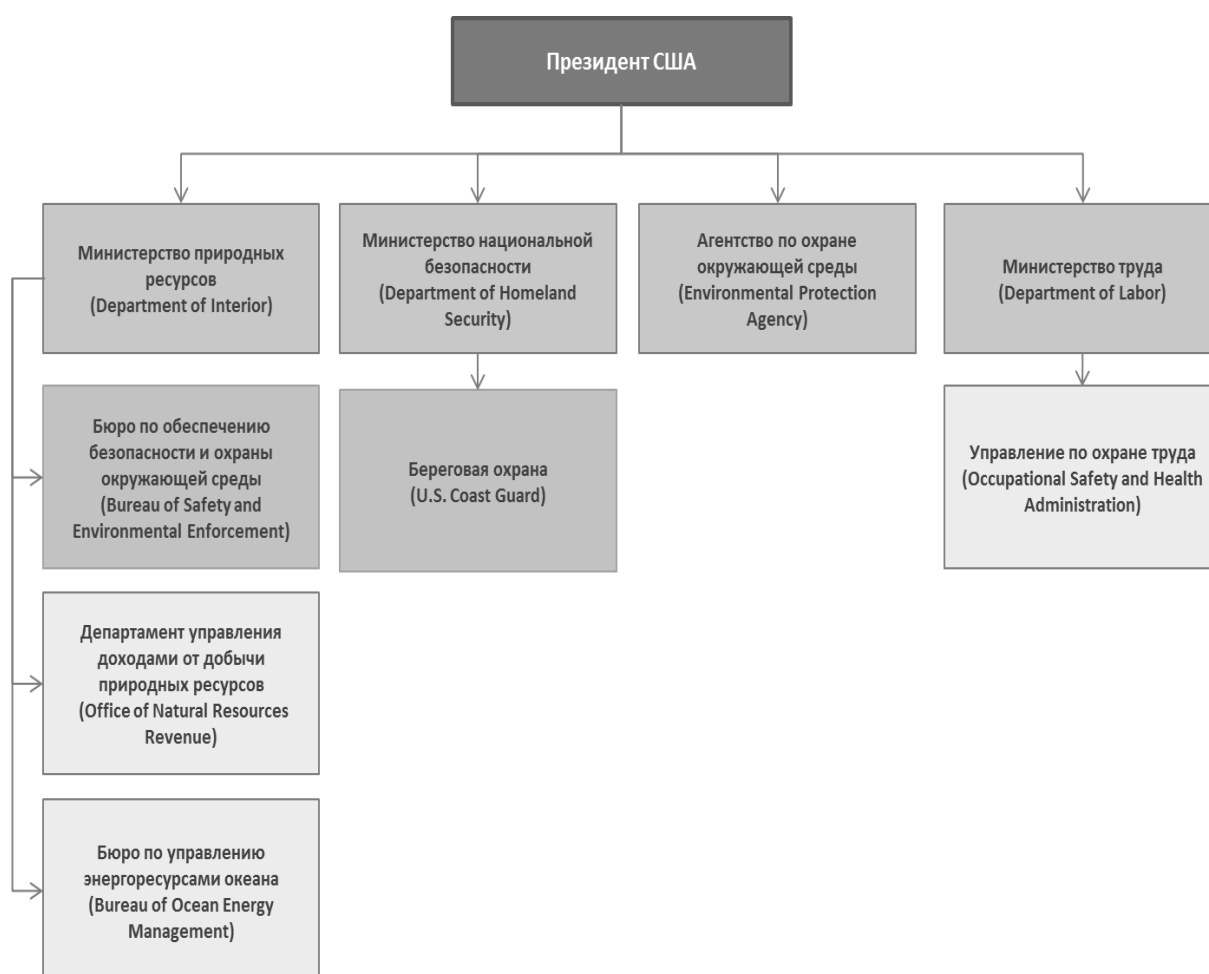 Президент США
Министерство природных
ресурсов
(Department of Interior)
Министерство национальной
безопасности
(Department of Homeland
Security)
Агентство по охране
окружающей среды
(Environmental Protection
Agency)
Министерство труда
(Department of Labor)
Бюро по обеспечению
безопасности и охраны
окружающей среды
(Bureau of Safety and
Environmental Enforcement)
Береговая охрана
(U.S. Coast Guard)
Управление по охране труда
(Occupational Safety and Health
Administration)
Департамент управления
доходами от добычи
природных ресурсов
(Office of Natural Resources
Revenue)
Бюро по управлению
энергоресурсами океана
(Bureau of Ocean Energy
Management)